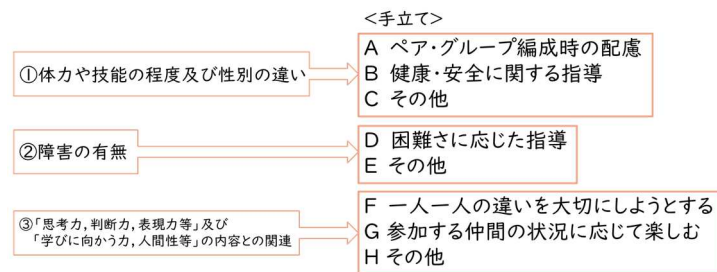 <手立て>
①体力や技能の程度及び性別の違い
A ペア・グループ編成時の配慮
B 健康・安全に関する指導
C その他
②障害の有無
D 困難さに応じた指導
E その他
③「思考力,判断力,表現力等」及び
「学びに向かう力,人間性等」の内容との関連
F 一人一人の違いを大切にしようとする
G 参加する仲間の状況に応じて楽しむ
H その他